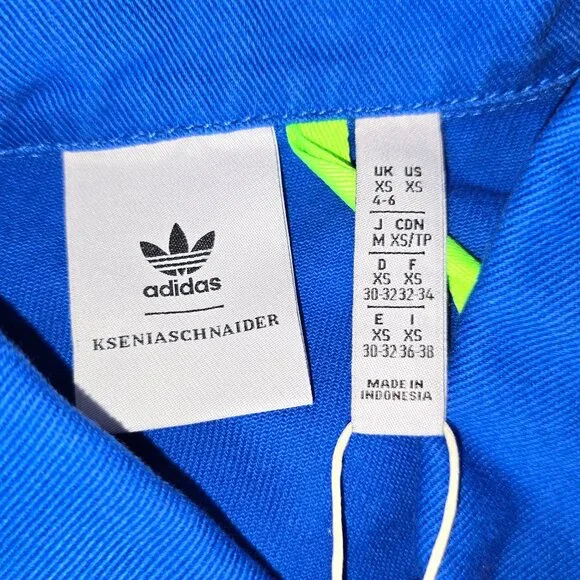 adidas
KSENIASCHNAIDER
UK US
XS XS
4-6
J CDN
M XS/TP
D F
XS XS
30-32 32-34
E I
XS XS
30-32 36-38
MADE IN
INDONESIA